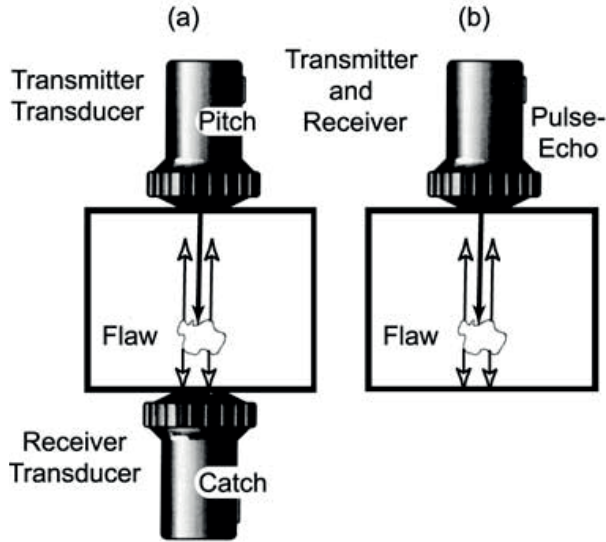 (a)
Transmitter
Transducer
Pitch
Flaw
Receiver
Transducer
Catch
(b)
Transmitter
and
Receiver
Pulse-
Echo
Flaw